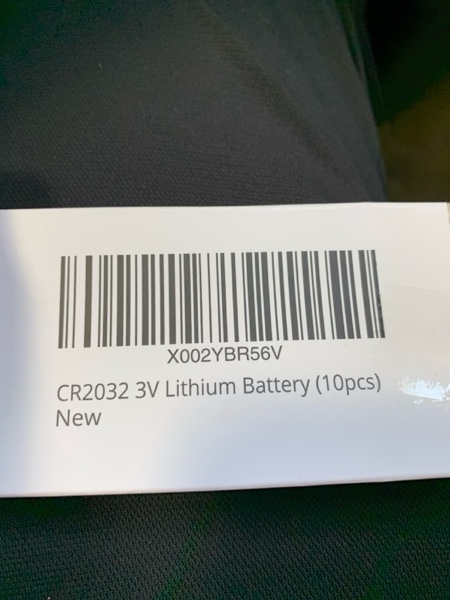 X002YBR56V
CR2032 3V Lithium Battery (10pcs)
New